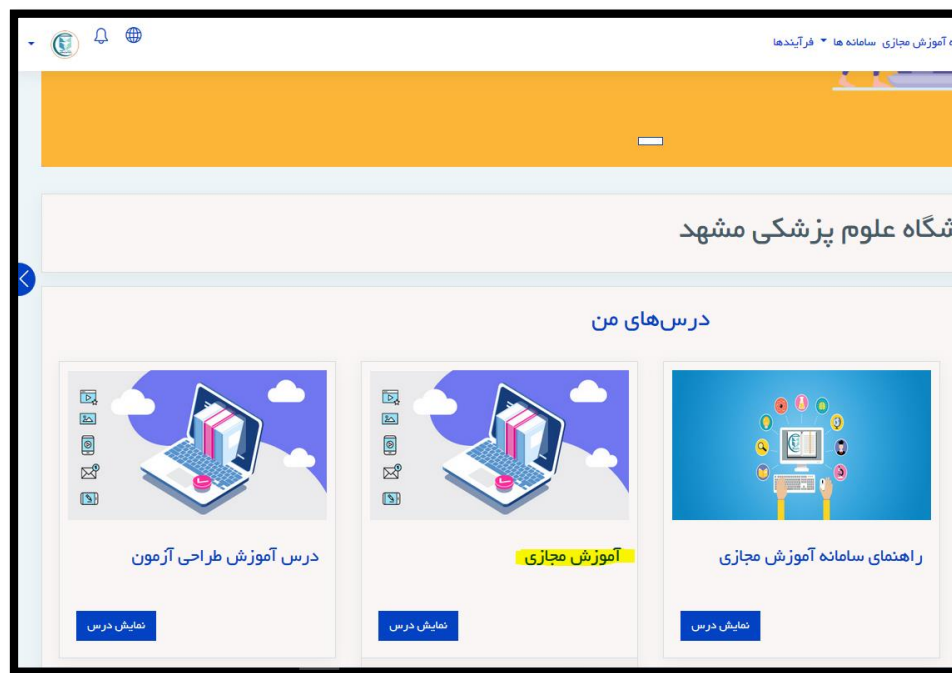 آموزش مجازی سامانه ها فرآیندها
علوم پزشکی مشهد
درس‌های من
راهنمای سامانه آموزش مجازی
نمایش درس
آموزش مجازی
نمایش درس
درس آموزش طراحی آزمون
نمایش درس